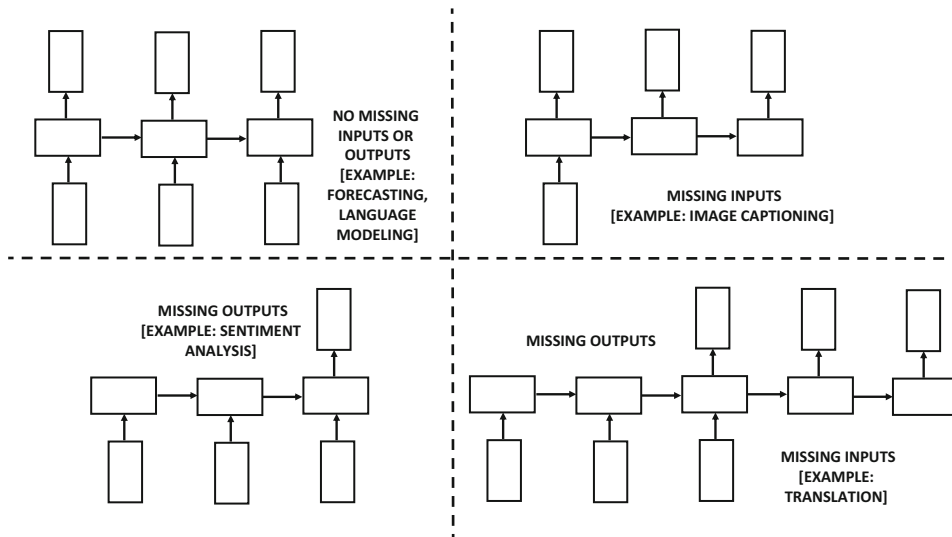 NO MISSING
INPUTS OR
OUTPUTS
[EXAMPLE:
FORECASTING,
LANGUAGE
MODELING]
MISSING INPUTS
[EXAMPLE: IMAGE CAPTIONING]
MISSING OUTPUTS
[EXAMPLE: SENTIMENT
ANALYSIS]
MISSING OUTPUTS
MISSING INPUTS
[EXAMPLE:
TRANSLATION]